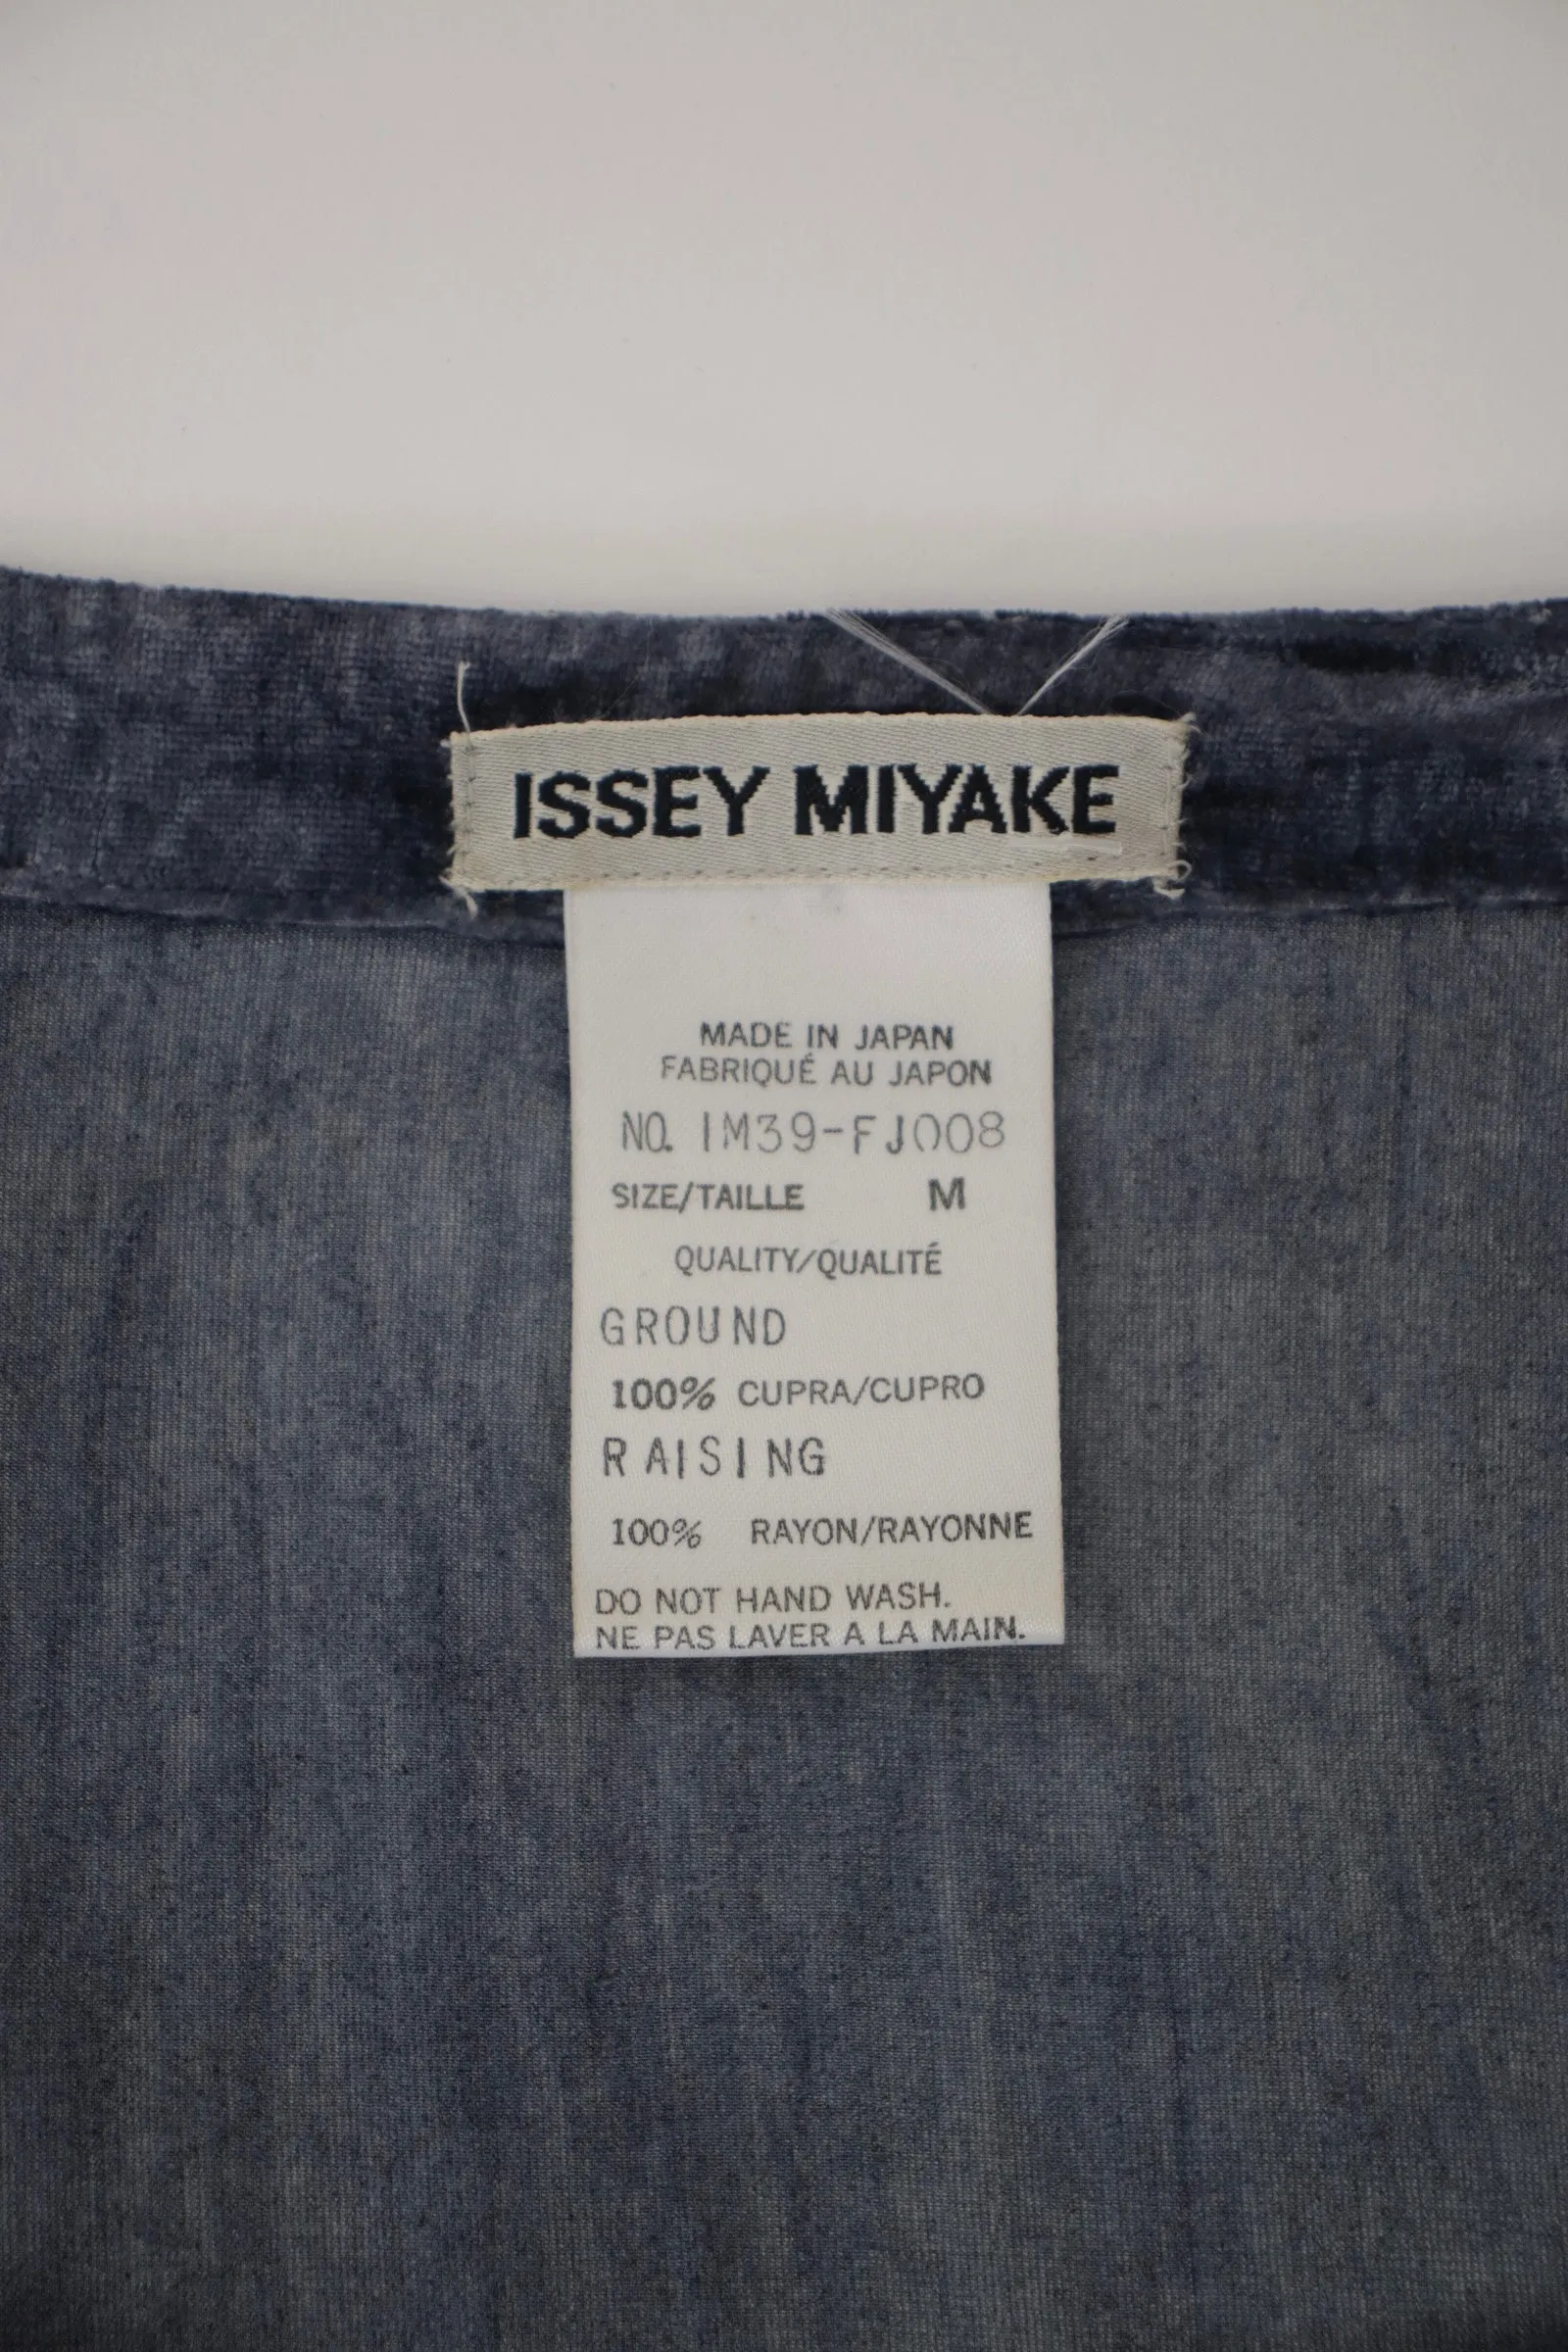 ISSEY MIYAKE
MADE IN JAPAN
FABRIQUÉ AU JAPON
NO. IM39-FJ008
SIZE/TAILLE M
QUALITY/QUALITÉ
GROUND
100% CUPRA/CUPRO
RAISING
100% RAYON/RAYONNE
DO NOT HAND WASH.
NE PAS LAVER A LA MAIN.